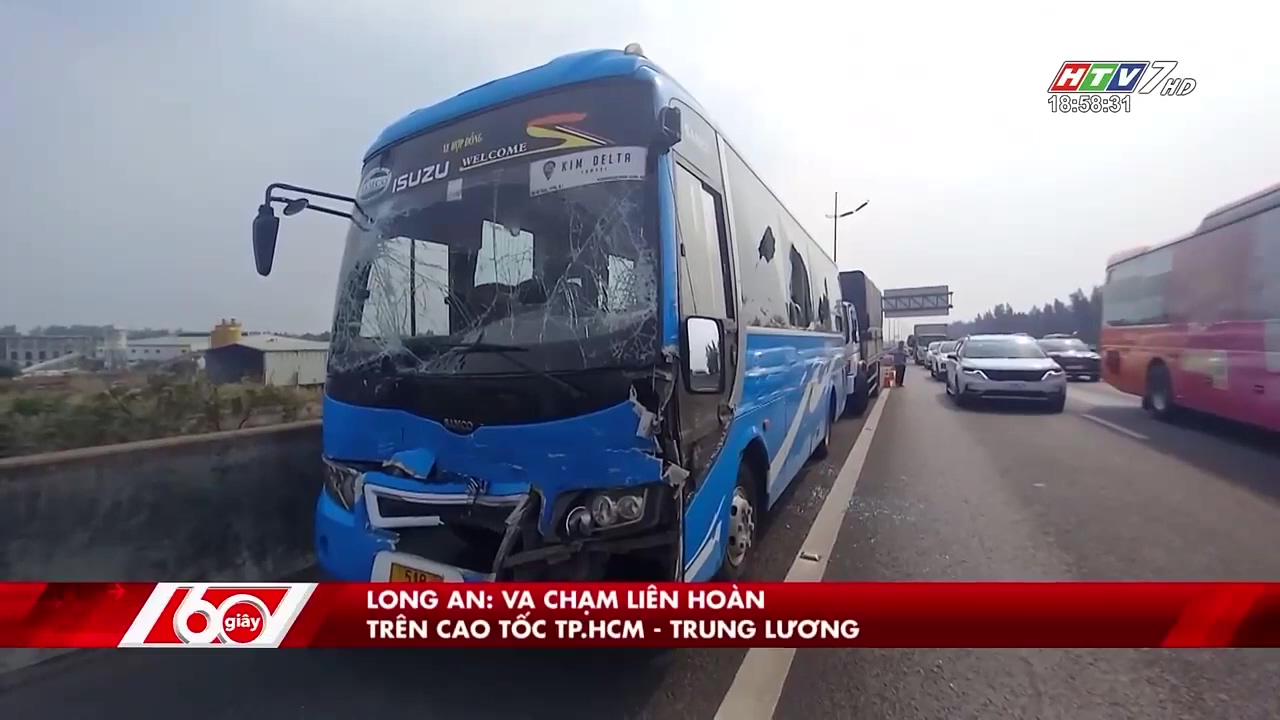 HTV7 HD
18:58:31
XE HỢP ĐỒNG
WELCOME
ISUZU
KIM DELTA
TRAVEL
SAMCO
51B
60 giây
LONG AN: VA CHẠM LIÊN HOÀN
TRÊN CAO TỐC TP.HCM - TRUNG LƯƠNG